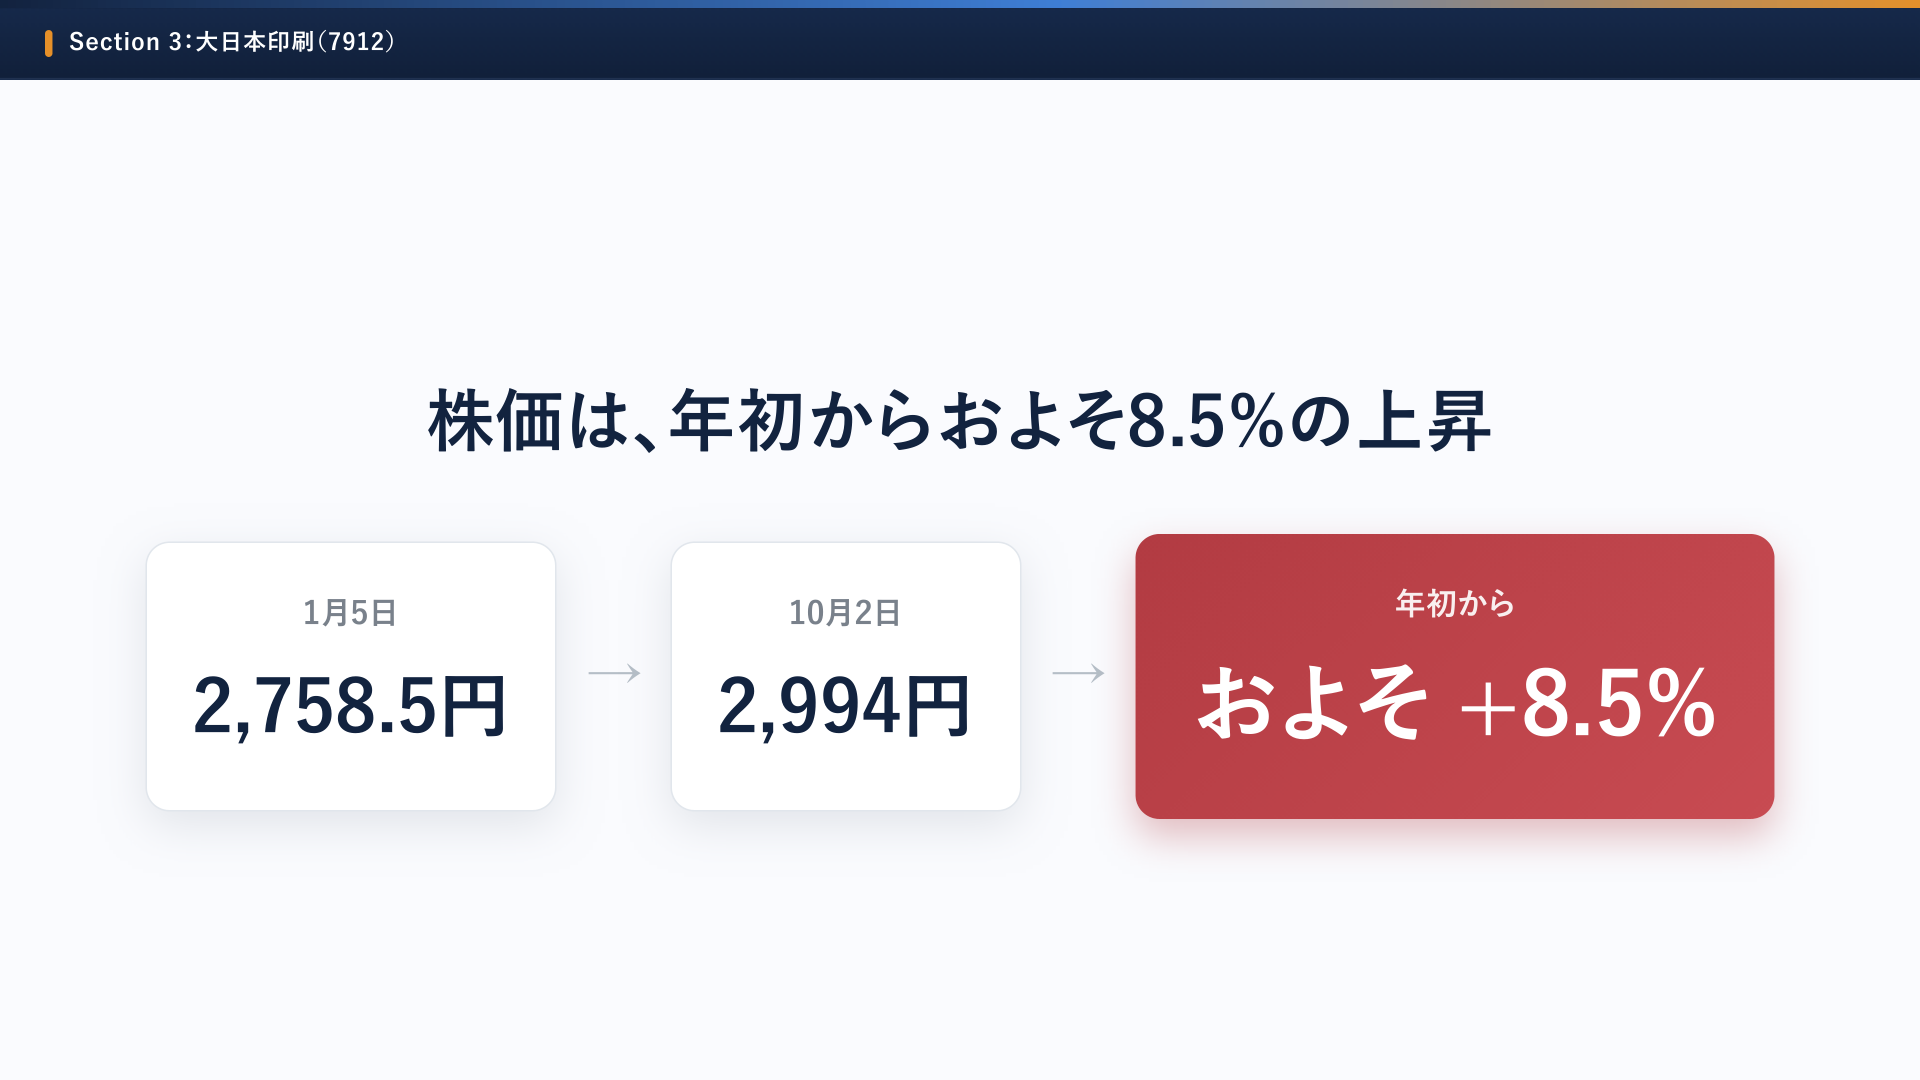 Section 3：大日本印刷（7912）
株価は、年初からおよそ8.5%の上昇
1月5日
2,758.5円
→
10月2日
2,994円
→
年初から
およそ ＋8.5%